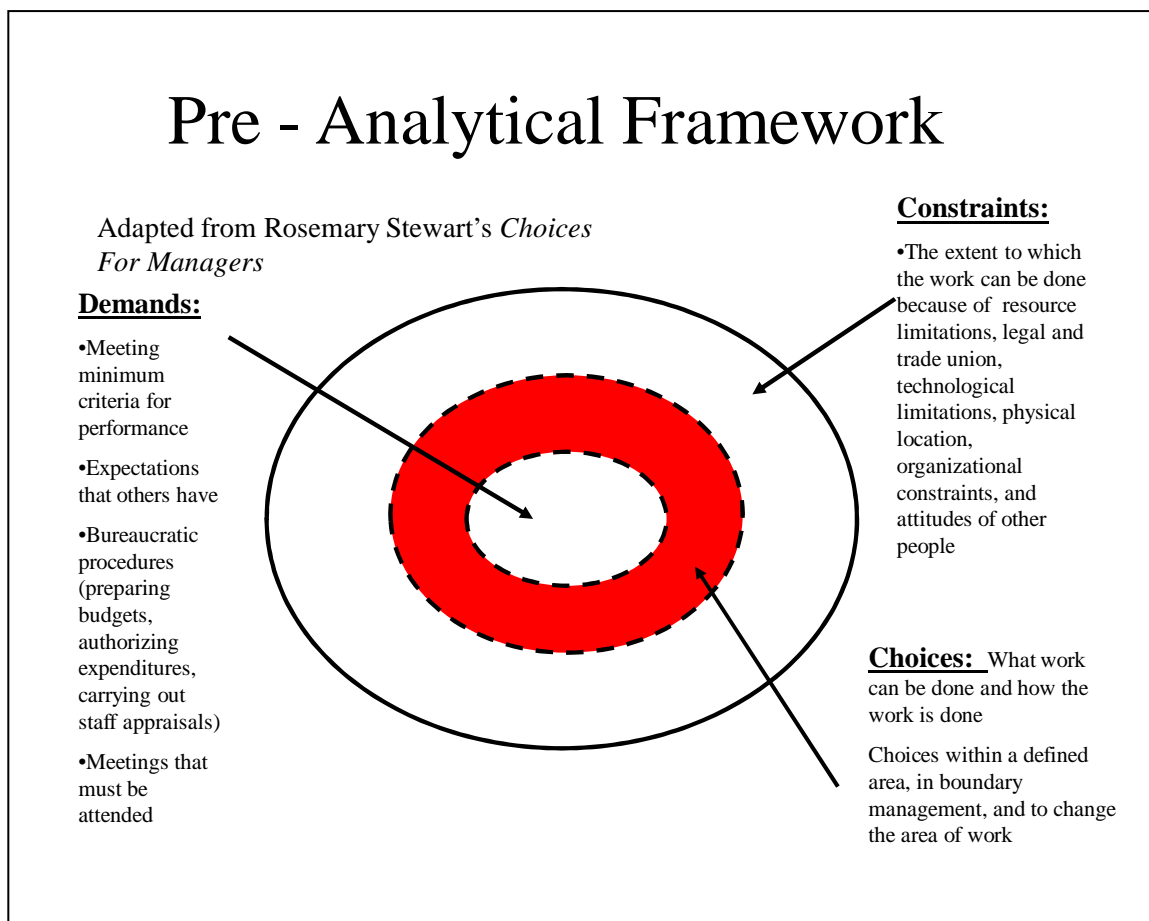 Pre - Analytical Framework
Adapted from Rosemary Stewart’s Choices
For Managers
Demands:
•Meeting
minimum
criteria for
performance
•Expectations
that others have
•Bureaucratic
procedures
(preparing
budgets,
authorizing
expenditures,
carrying out
staff appraisals)
•Meetings that
must be
attended
Constraints:
•The extent to which
the work can be done
because of resource
limitations, legal and
trade union,
technological
limitations, physical
location,
organizational
constraints, and
attitudes of other
people
Choices: What work
can be done and how the
work is done
Choices within a defined
area, in boundary
management, and to change
the area of work